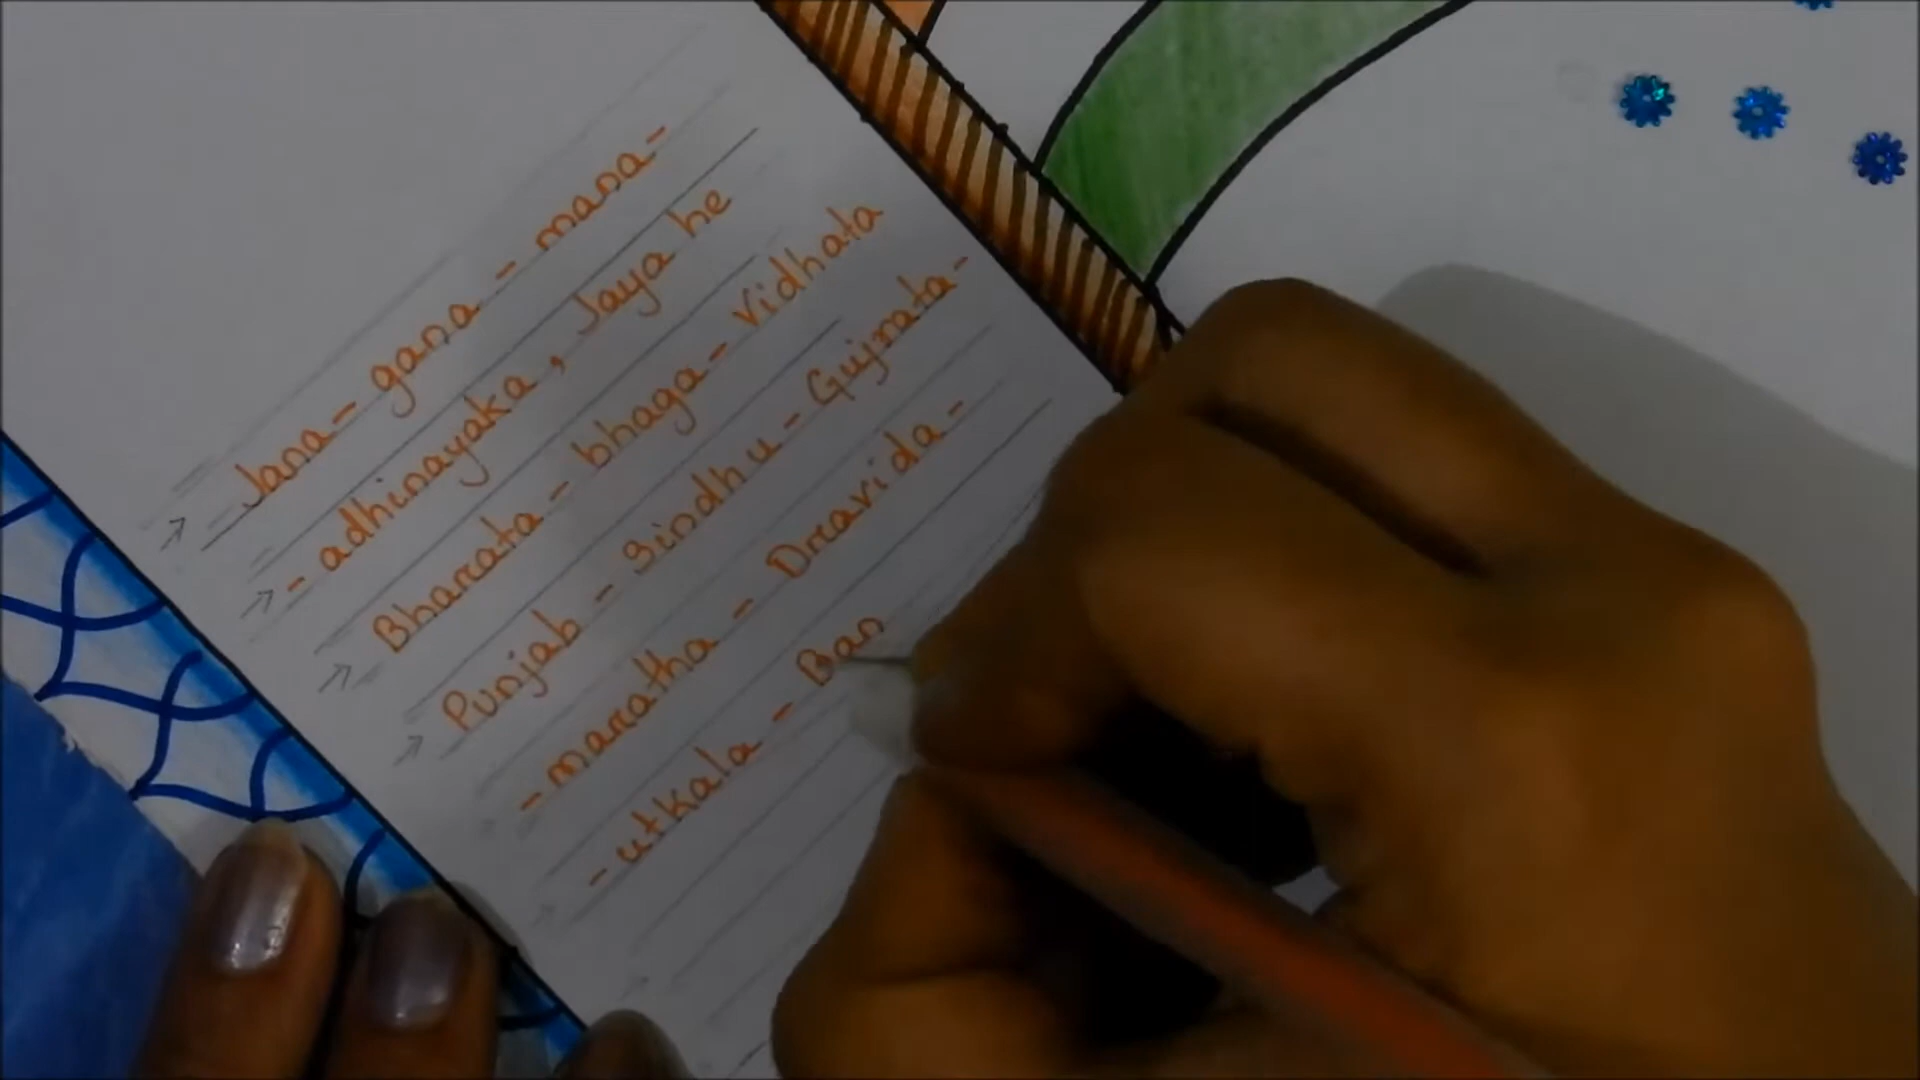 Jana - gana - mana -
- adhinayaka, Jaya he
Bharata - bhaga - vidhata
Punjab - Sindhu - Gujrata -
- maratha - Dravida -
- utkala - Ban